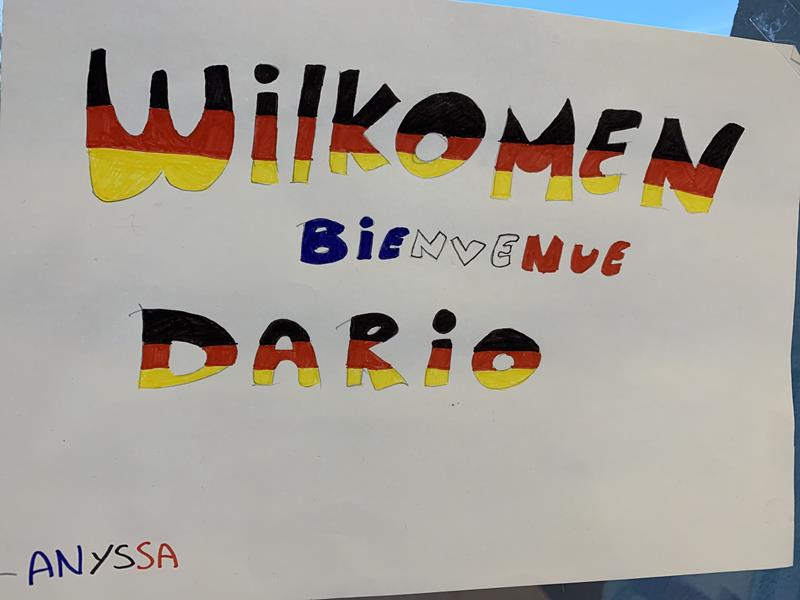 WilKOMEN
BiENVENUE
DARiO
ANYSSA